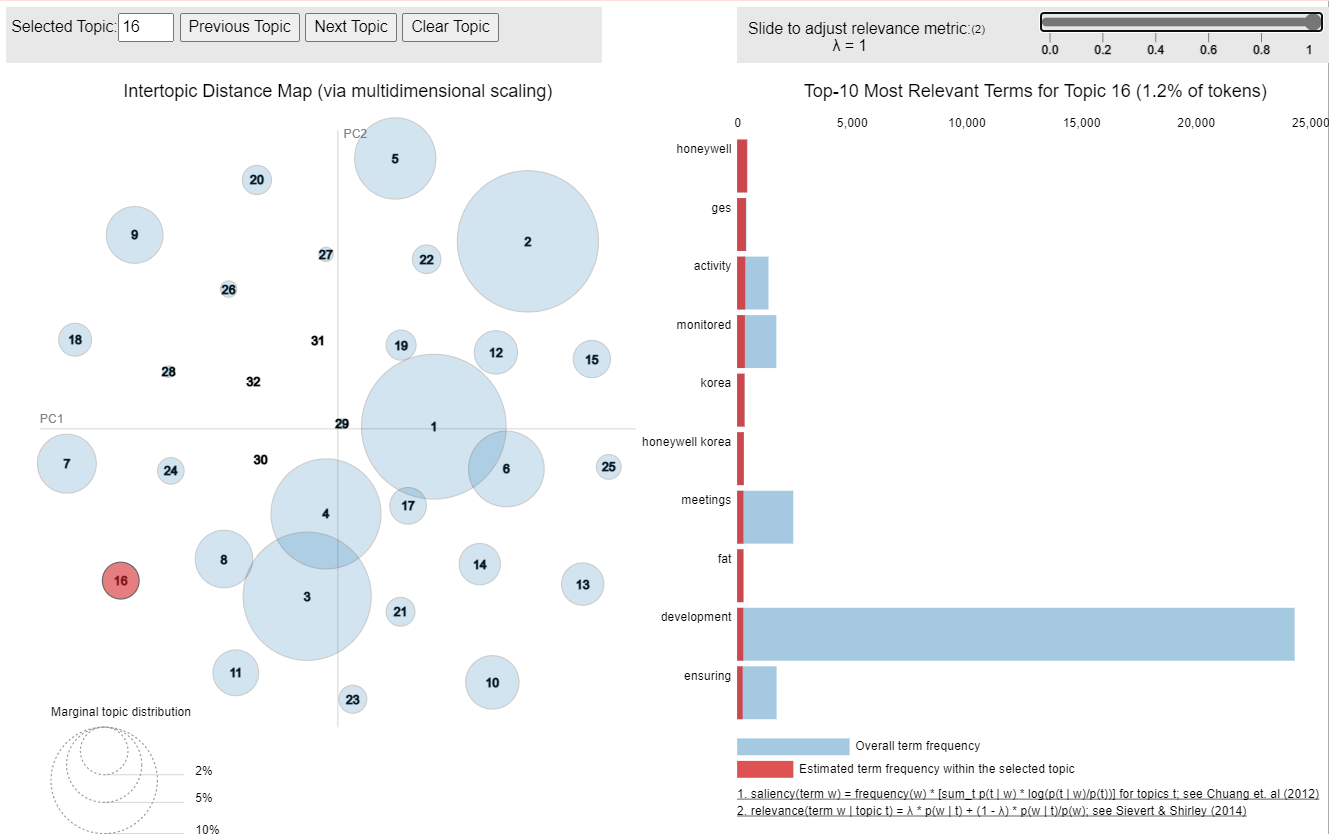 Selected Topic: 16 Previous Topic Next Topic Clear Topic
Slide to adjust relevance metric:(2)
λ = 1
0.0 0.2 0.4 0.6 0.8 1
Intertopic Distance Map (via multidimensional scaling)
PC2
5
20
9
2
27
22
26
31
18
19
12
15
28
32
PC1
29
1
7
24
30
6
25
17
4
8
14
16
13
3
21
11
10
23
Marginal topic distribution
2%
5%
10%
Top-10 Most Relevant Terms for Topic 16 (1.2% of tokens)
0 5,000 10,000 15,000 20,000 25,000
honeywell
ges
activity
monitored
korea
honeywell korea
meetings
fat
development
ensuring
Overall term frequency
Estimated term frequency within the selected topic
1. saliency(term w) = frequency(w) * [sum_t p(t | w) * log(p(t | w)/p(t))] for topics t; see Chuang et. al (2012)
2. relevance(term w | topic t) = λ * p(w | t) + (1 - λ) * p(w | t)/p(w); see Sievert & Shirley (2014)